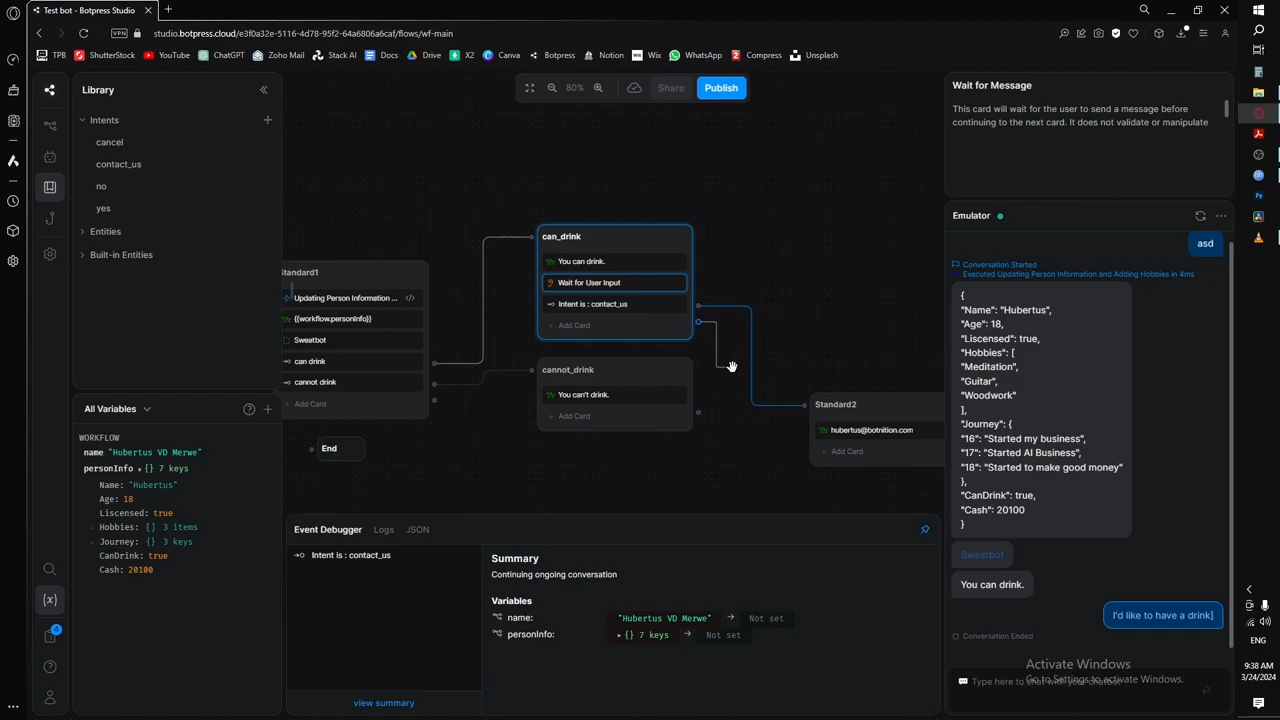 Test bot - Botpress Studio
VPN
studio.botpress.cloud/e3f0a32e-5116-4d78-95f2-64a6806a6caf/flows/wf-main
TPB
ShutterStock
YouTube
ChatGPT
Zoho Mail
Stack AI
Docs
X2
Drive
Canva
Botpress
Notion
Wix
WhatsApp
Compress
Unsplash
Library
Intents
cancel
contact_us
no
yes
Entities
Built-in Entities
All Variables
WORKFLOW
name "Hubertus VD Merwe"
personInfo {} 7 keys
Name: "Hubertus"
Age: 18
Liscensed: true
Hobbies: [] 3 items
Journey: {} 3 keys
CanDrink: true
Cash: 20100
4
80%
Share
Publish
Standard1
Updating Person Information ...
{{workflow.personInfo}}
Sweatbot
can drink
cannot drink
Add Card
End
can_drink
You can drink.
Wait for User Input
Intent is : contact_us
Add Card
cannot_drink
You can't drink.
Add Card
Standard2
hubertus@botnition.com
Add Card
Event Debugger
Logs
JSON
Intent is : contact_us
view summary
Summary
Continuing ongoing conversation
Variables
name: "Hubertus VD Merwe" → Not set
personInfo: {} 7 keys → Not set
Wait for Message
This card will wait for the user to send a message before
continuing to the next card. It does not validate or manipulate
Emulator
asd
Conversation Started
Executed Updating Person Information and Adding Hobbies in 4ms
{
"Name": "Hubertus",
"Age": 18,
"Liscensed": true,
"Hobbies": [
"Meditation",
"Guitar",
"Woodwork"
],
"Journey": {
"16": "Started my business",
"17": "Started AI Business",
"18": "Started to make good money"
},
"CanDrink": true,
"Cash": 20100
}
Sweatbot
You can drink.
I'd like to have a drink]
Conversation Ended
Activate Windows
Go to Settings to activate Windows.
Type here to chat with your chatbot
ENG
9:38 AM
3/24/2024